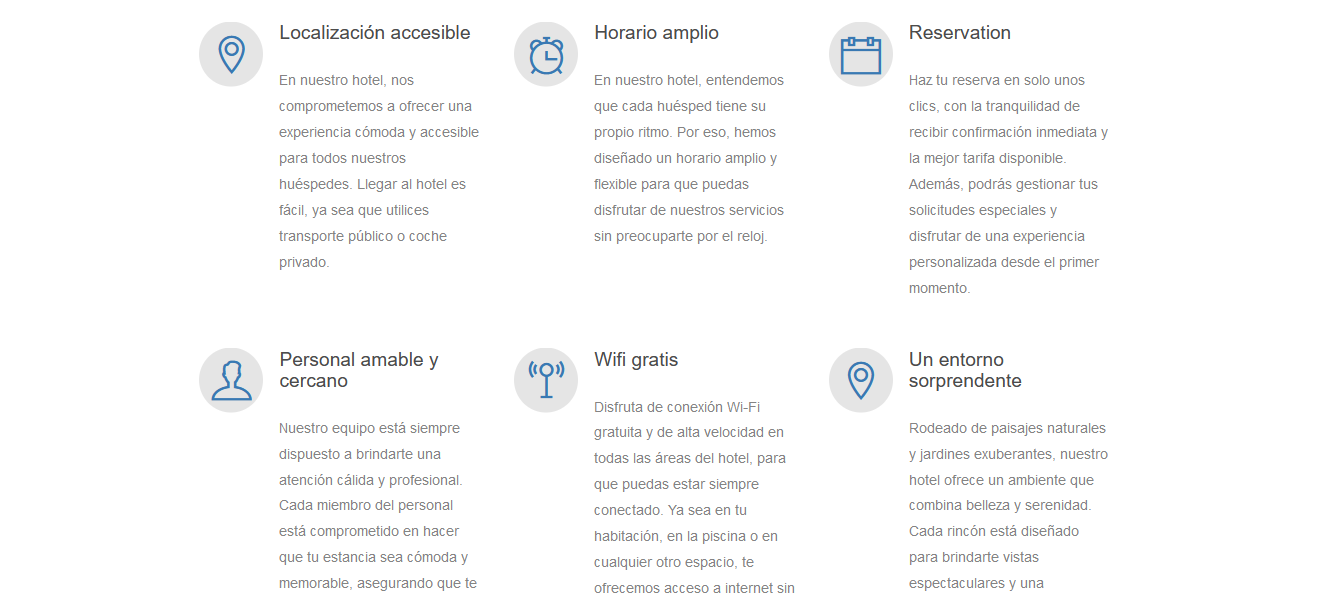 Localización accesible
En nuestro hotel, nos
comprometemos a ofrecer una
experiencia cómoda y accesible
para todos nuestros
huéspedes. Llegar al hotel es
fácil, ya sea que utilices
transporte público o coche
privado.
Horario amplio
En nuestro hotel, entendemos
que cada huésped tiene su
propio ritmo. Por eso, hemos
diseñado un horario amplio y
flexible para que puedas
disfrutar de nuestros servicios
sin preocuparte por el reloj.
Reservation
Haz tu reserva en solo unos
clics, con la tranquilidad de
recibir confirmación inmediata y
la mejor tarifa disponible.
Además, podrás gestionar tus
solicitudes especiales y
disfrutar de una experiencia
personalizada desde el primer
momento.
Personal amable y
cercano
Nuestro equipo está siempre
dispuesto a brindarte una
atención cálida y profesional.
Cada miembro del personal
está comprometido en hacer
que tu estancia sea cómoda y
memorable, asegurando que te
Wifi gratis
Disfruta de conexión Wi-Fi
gratuita y de alta velocidad en
todas las áreas del hotel, para
que puedas estar siempre
conectado. Ya sea en tu
habitación, en la piscina o en
cualquier otro espacio, te
ofrecemos acceso a internet sin
Un entorno
sorprendente
Rodeado de paisajes naturales
y jardines exuberantes, nuestro
hotel ofrece un ambiente que
combina belleza y serenidad.
Cada rincón está diseñado
para brindarte vistas
espectaculares y una